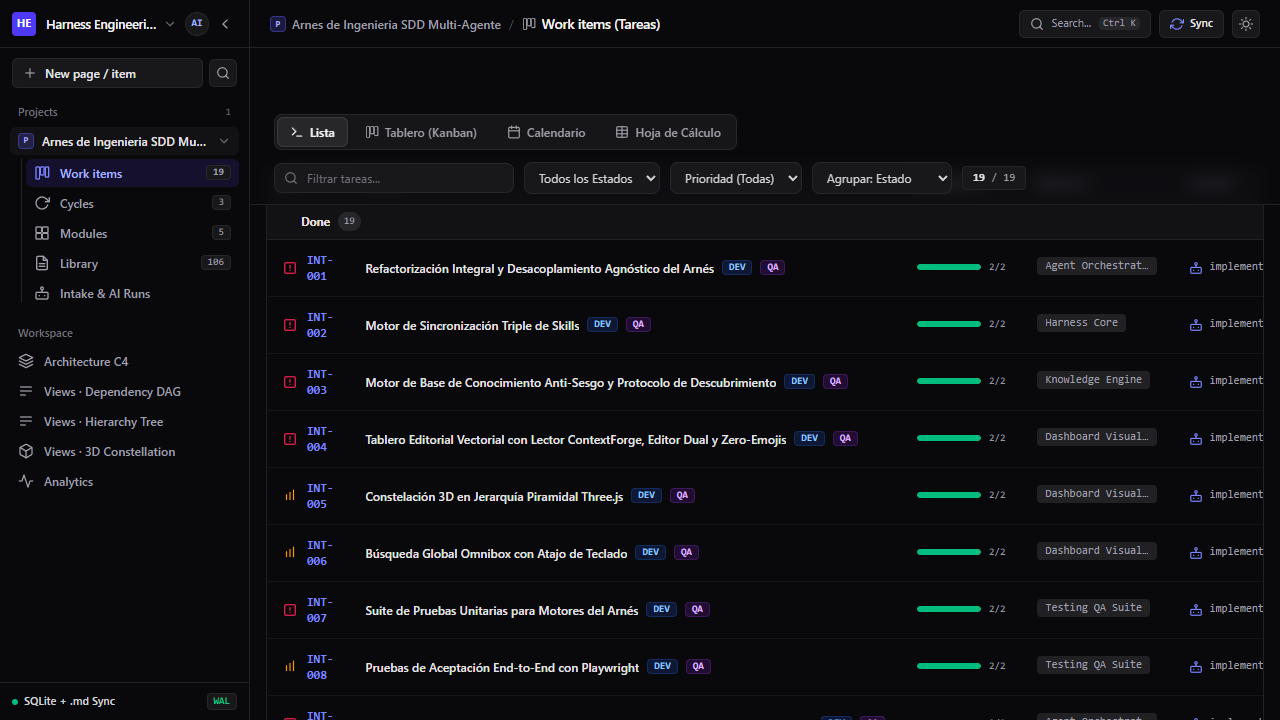 HE Harness Engineeri... AI
New page / item
Projects 1
P Arnes de Ingenieria SDD Mu...
Work items 19
Cycles 3
Modules 5
Library 106
Intake & AI Runs
Workspace
Architecture C4
Views · Dependency DAG
Views · Hierarchy Tree
Views · 3D Constellation
Analytics
SQLite + .md Sync WAL
P Arnes de Ingenieria SDD Multi-Agente / Work items (Tareas)
Search... Ctrl K Sync
Lista Tablero (Kanban) Calendario Hoja de Cálculo
Filtrar tareas... Todos los Estados Prioridad (Todas) Agrupar: Estado 19 / 19
Done 19
INT-001 Refactorización Integral y Desacoplamiento Agnóstico del Arnés DEV QA 2/2 Agent Orchestrat… implement
INT-002 Motor de Sincronización Triple de Skills DEV QA 2/2 Harness Core implement
INT-003 Motor de Base de Conocimiento Anti-Sesgo y Protocolo de Descubrimiento DEV QA 2/2 Knowledge Engine implement
INT-004 Tablero Editorial Vectorial con Lector ContextForge, Editor Dual y Zero-Emojis DEV QA 2/2 Dashboard Visual… implement
INT-005 Constelación 3D en Jerarquía Piramidal Three.js DEV QA 2/2 Dashboard Visual… implement
INT-006 Búsqueda Global Omnibox con Atajo de Teclado DEV QA 2/2 Dashboard Visual… implement
INT-007 Suite de Pruebas Unitarias para Motores del Arnés DEV QA 2/2 Testing QA Suite implement
INT-008 Pruebas de Aceptación End-to-End con Playwright DEV QA 2/2 Testing QA Suite implement
INT-